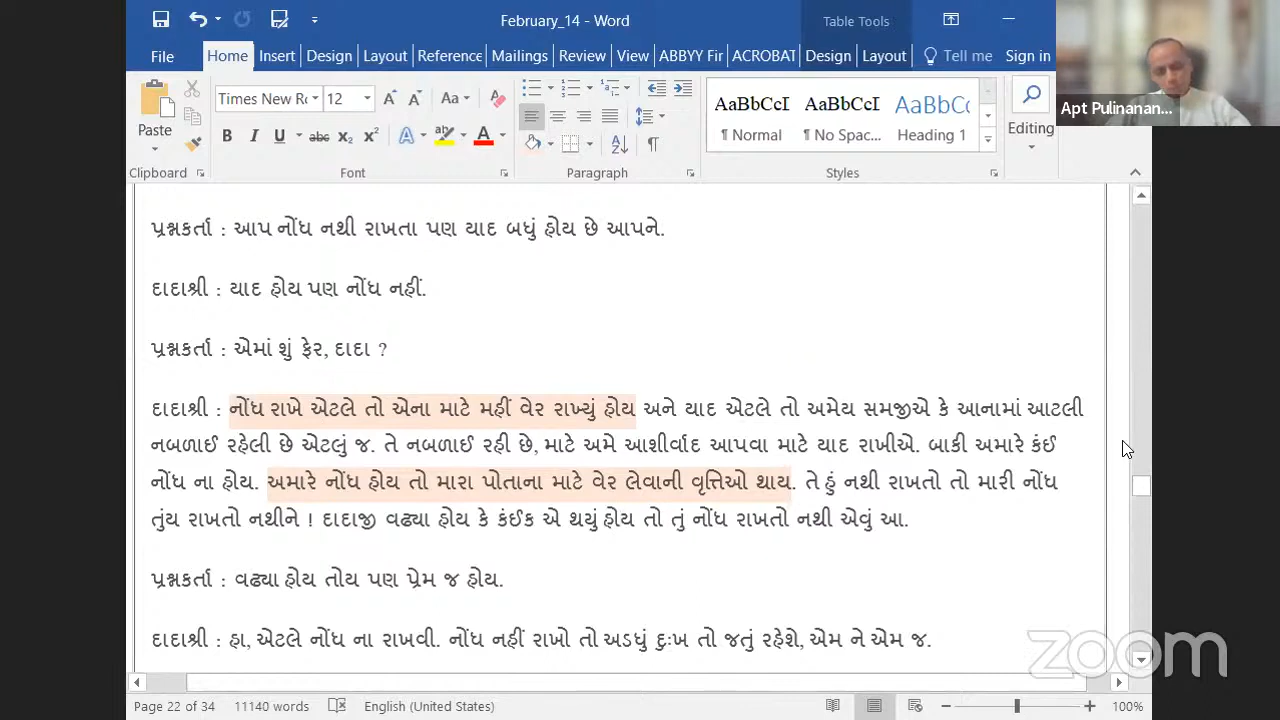 February_14 - Word
Table Tools
File Home Insert Design Layout Reference Mailings Review View ABBYY Fir ACROBAT Design Layout Tell me Sign in
Apt Pulinanan...
Times New Ro 12
AaBbCcI AaBbCcI AaBbCc
Paste
¶ Normal ¶ No Spac... Heading 1
Editing
Clipboard Font Paragraph Styles
પ્રશ્નકર્તા : આપ નોંધ નથી રાખતા પણ યાદ બધું હોય છે આપને.
દાદાશ્રી : યાદ હોય પણ નોંધ નહીં.
પ્રશ્નકર્તા : એમાં શું ફેર, દાદા ?
દાદાશ્રી : નોંધ રાખે એટલે તો એના માટે મહીં વેર રાખ્યું હોય અને યાદ એટલે તો અમેય સમજીએ કે આનામાં આટલી
નબળાઈ રહેલી છે એટલું જ. તે નબળાઈ રહી છે, માટે અમે આશીર્વાદ આપવા માટે યાદ રાખીએ. બાકી અમારે કંઈ
નોંધ ના હોય. અમારે નોંધ હોય તો મારા પોતાના માટે વેર લેવાની વૃત્તિઓ થાય. તે હું નથી રાખતો તો મારી નોંધ
તુંય રાખતો નથીને ! દાદાજી વઢ્યા હોય કે કંઈક એ થયું હોય તો તું નોંધ રાખતો નથી એવું આ.
પ્રશ્નકર્તા : વઢ્યા હોય તોય પણ પ્રેમ જ હોય.
દાદાશ્રી : હા, એટલે નોંધ ના રાખવી. નોંધ નહીં રાખો તો અડધું દુઃખ તો જતું રહેશે, એમ ને એમ જ.
zoom
Page 22 of 34 11140 words English (United States) 100%